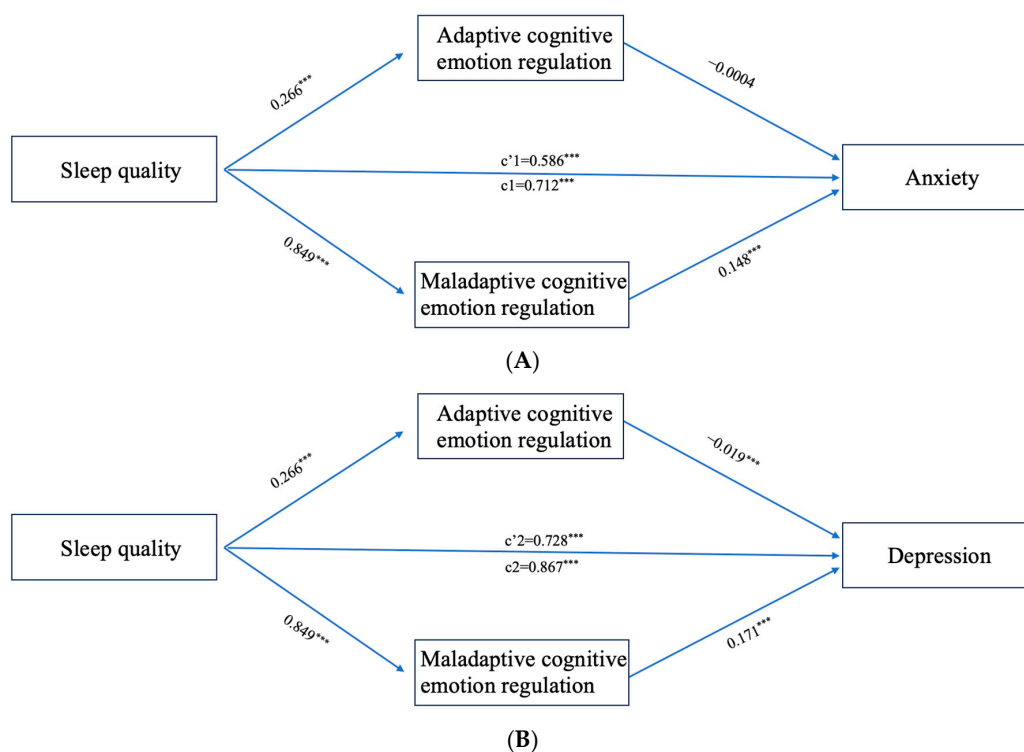 Adaptive cognitive
emotion regulation
−0.0004
0.266***
Sleep quality
c’1=0.586***
c1=0.712***
Anxiety
0.849***
0.148***
Maladaptive cognitive
emotion regulation
(A)
Adaptive cognitive
emotion regulation
−0.019***
0.266***
Sleep quality
c’2=0.728***
c2=0.867***
Depression
0.849***
0.171***
Maladaptive cognitive
emotion regulation
(B)